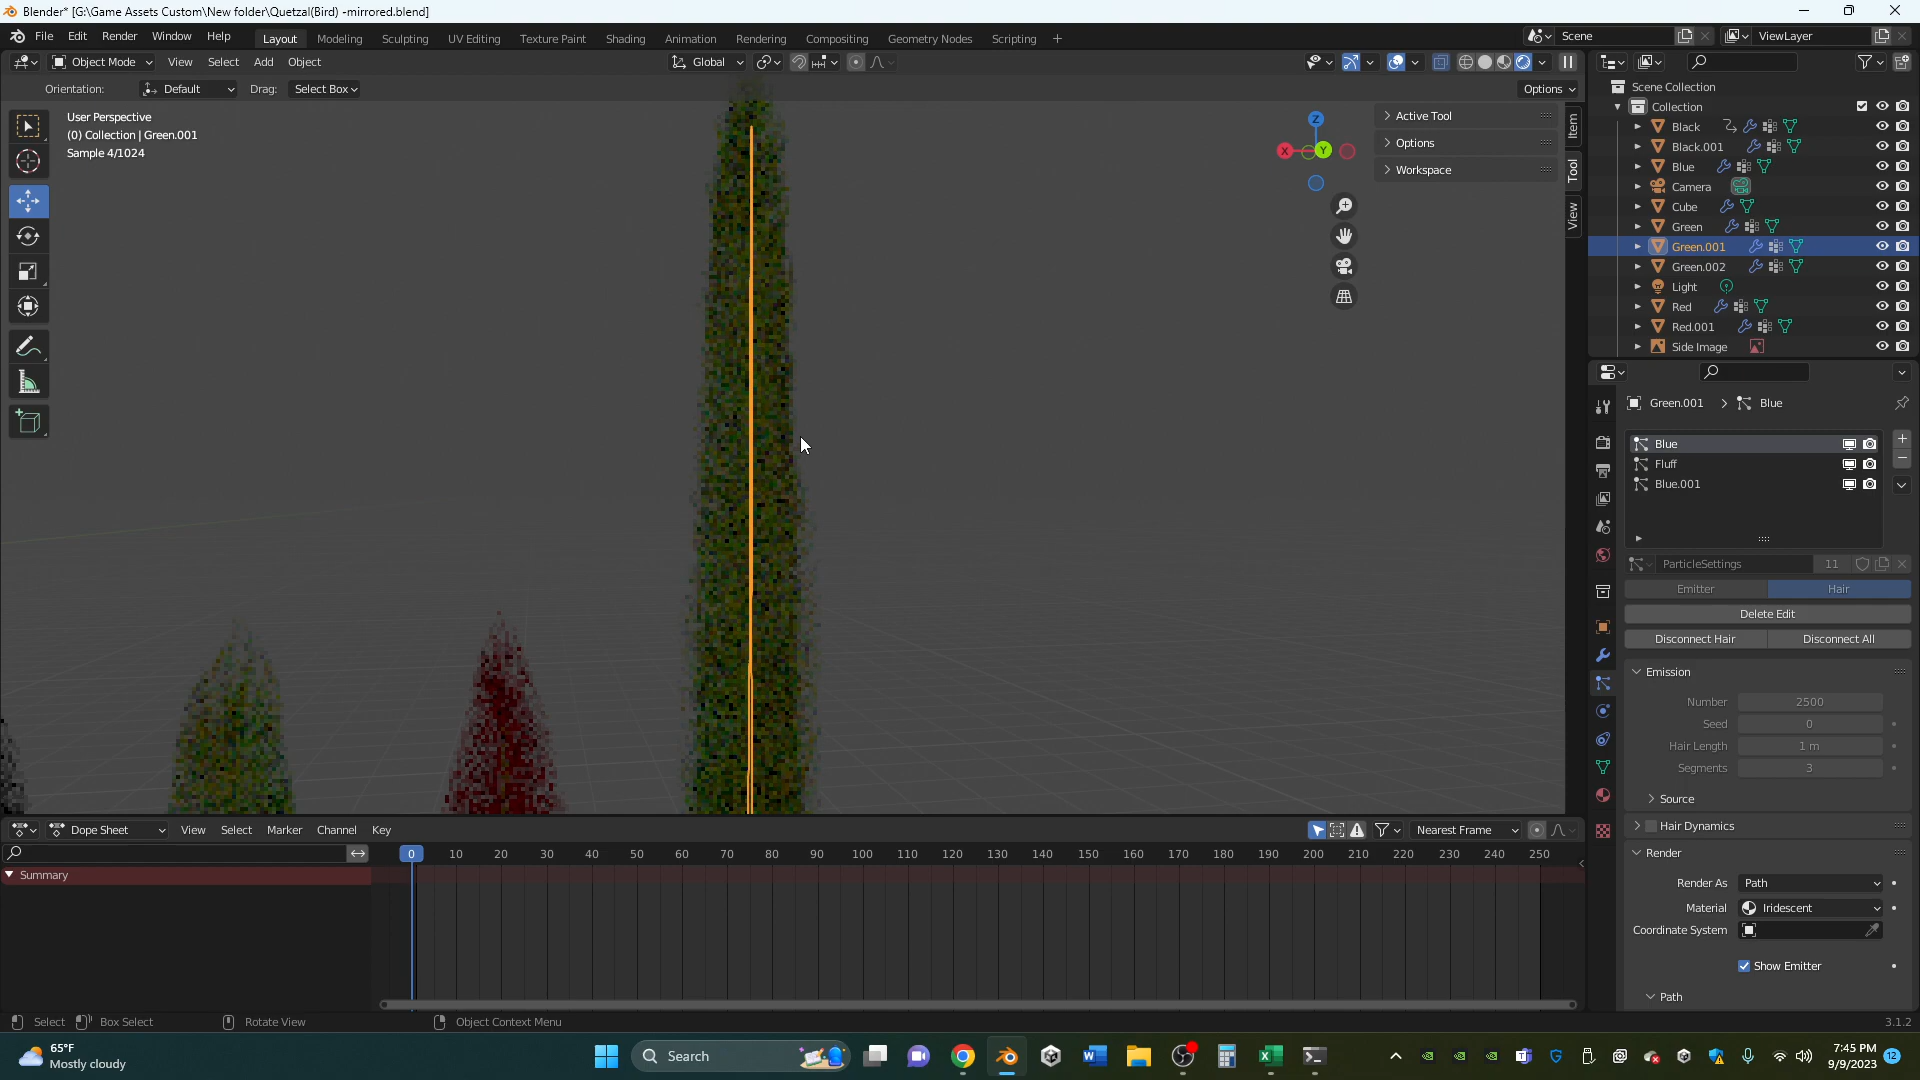 Blender* [G:\Game Assets Custom\New folder\Quetzal(Bird) -mirrored.blend]
File Edit Render Window Help Layout Modeling Sculpting UV Editing Texture Paint Shading Animation Rendering Compositing Geometry Nodes Scripting + Scene ViewLayer
Object Mode View Select Add Object Global
Orientation: Default Drag: Select Box Options
User Perspective
(0) Collection | Green.001
Sample 4/1024
Active Tool
Options
Workspace
Item
Tool
View
X Y Z
Scene Collection
Collection
Black
Black.001
Blue
Camera
Cube
Green
Green.001
Green.002
Light
Red
Red.001
Side Image
Green.001 > Blue
Blue
Fluff
Blue.001
ParticleSettings 11
Emitter Hair
Delete Edit
Disconnect Hair Disconnect All
Emission
Number 2500
Seed 0
Hair Length 1 m
Segments 3
Source
Hair Dynamics
Render
Render As Path
Material Iridescent
Coordinate System
Show Emitter
Path
Dope Sheet View Select Marker Channel Key Nearest Frame
0 10 20 30 40 50 60 70 80 90 100 110 120 130 140 150 160 170 180 190 200 210 220 230 240 250
Summary
Select Box Select Rotate View Object Context Menu 3.1.2
65°F
Mostly cloudy
Search
7:45 PM
9/9/2023
12